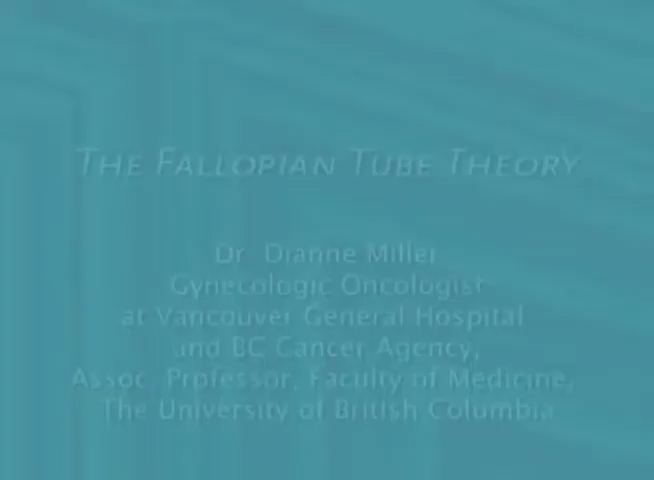 THE FALLOPIAN TUBE THEORY
Dr. Dianne Miller
Gynecologic Oncologist
at Vancouver General Hospital
and BC Cancer Agency,
Assoc. Professor, Faculty of Medicine,
The University of British Columbia